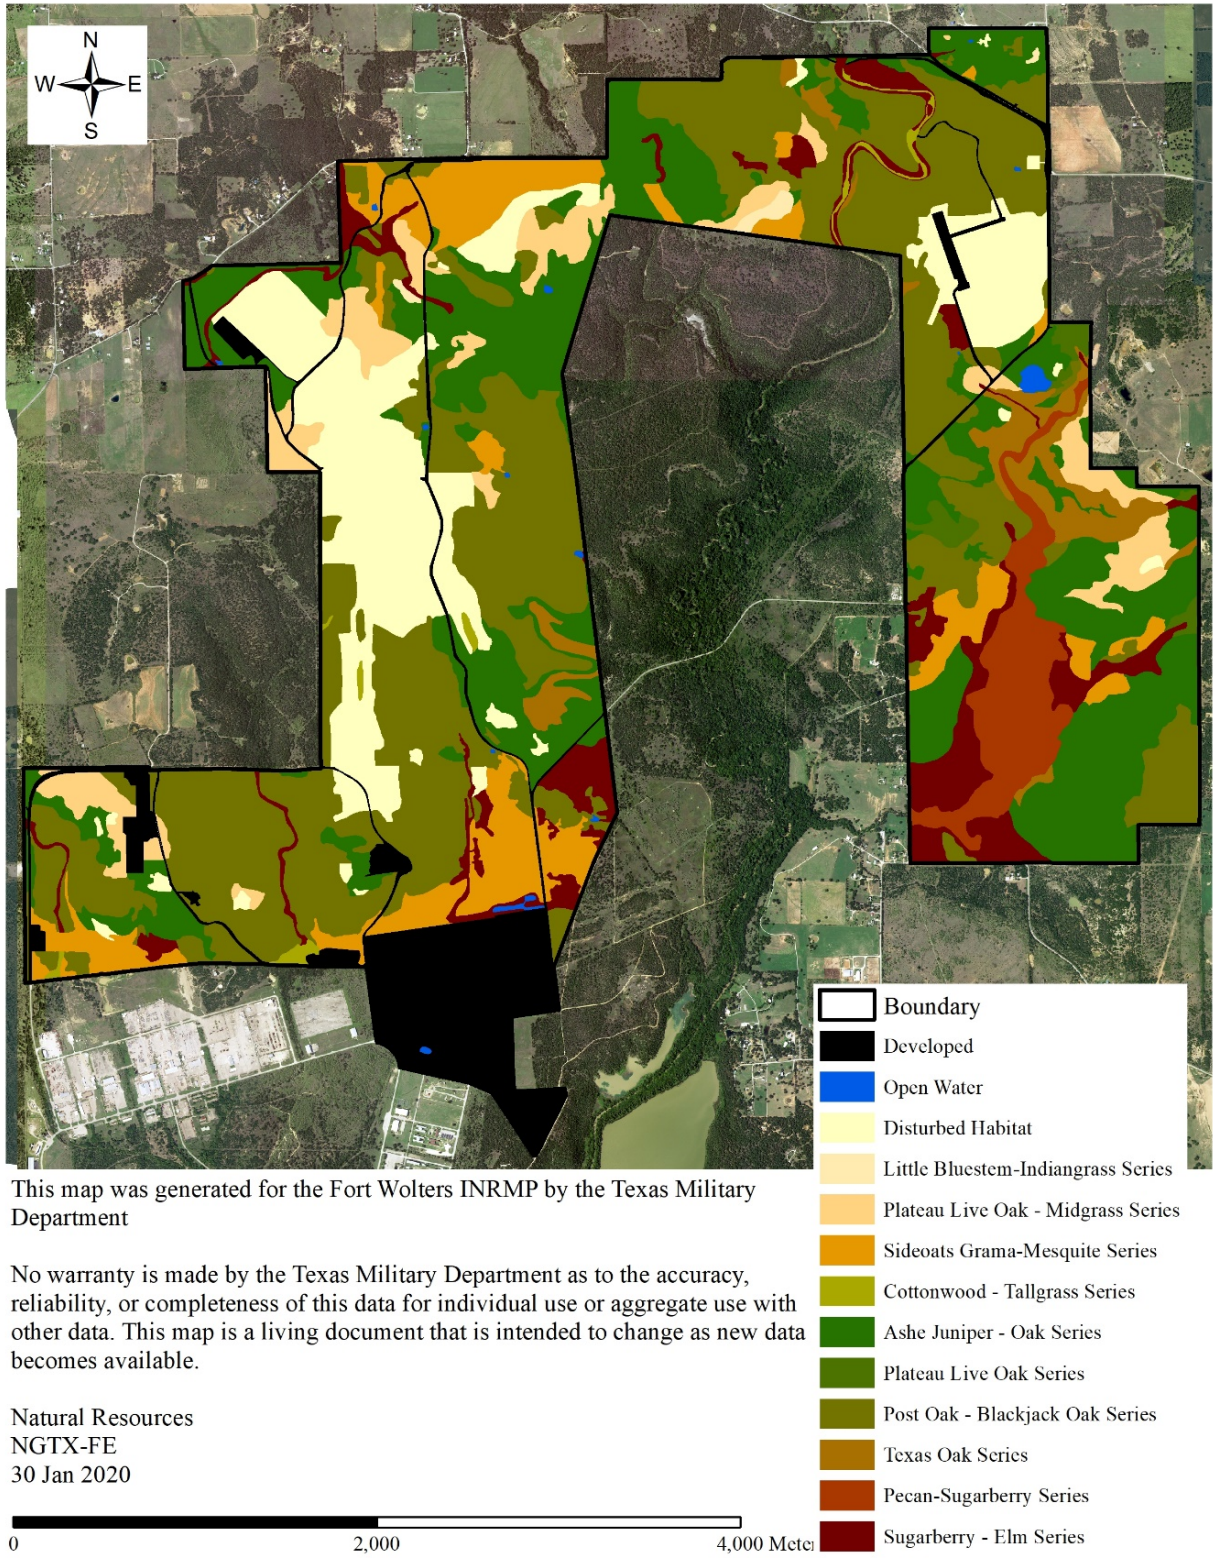 N
W E
S
Boundary
Developed
Open Water
Disturbed Habitat
Little Bluestem-Indiangrass Series
Plateau Live Oak - Midgrass Series
Sideoats Grama-Mesquite Series
Cottonwood - Tallgrass Series
Ashe Juniper - Oak Series
Plateau Live Oak Series
Post Oak - Blackjack Oak Series
Texas Oak Series
Pecan-Sugarberry Series
Sugarberry - Elm Series
This map was generated for the Fort Wolters INRMP by the Texas Military
Department
No warranty is made by the Texas Military Department as to the accuracy,
reliability, or completeness of this data for individual use or aggregate use with
other data. This map is a living document that is intended to change as new data
becomes available.
Natural Resources
NGTX-FE
30 Jan 2020
0 2,000 4,000 Meter